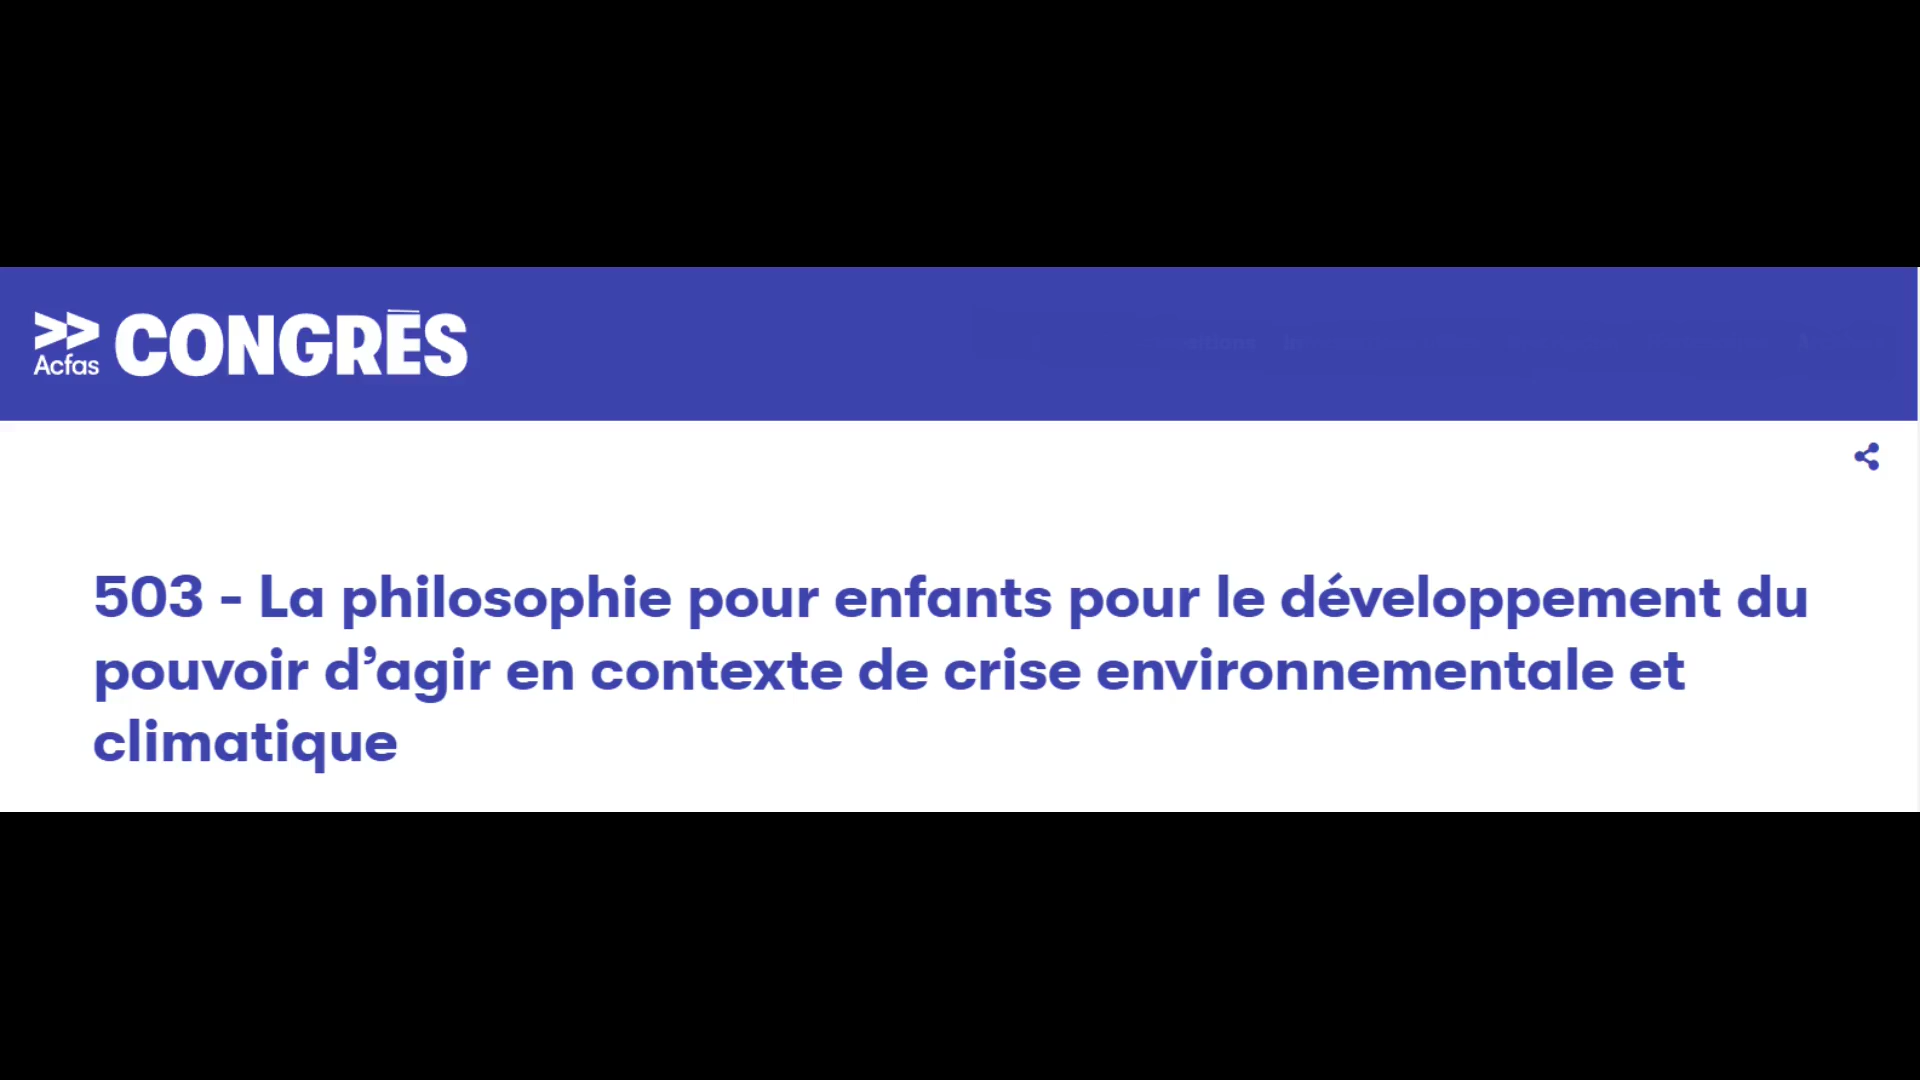 Acfas
CONGRÈS
503 - La philosophie pour enfants pour le développement du
pouvoir d’agir en contexte de crise environnementale et
climatique